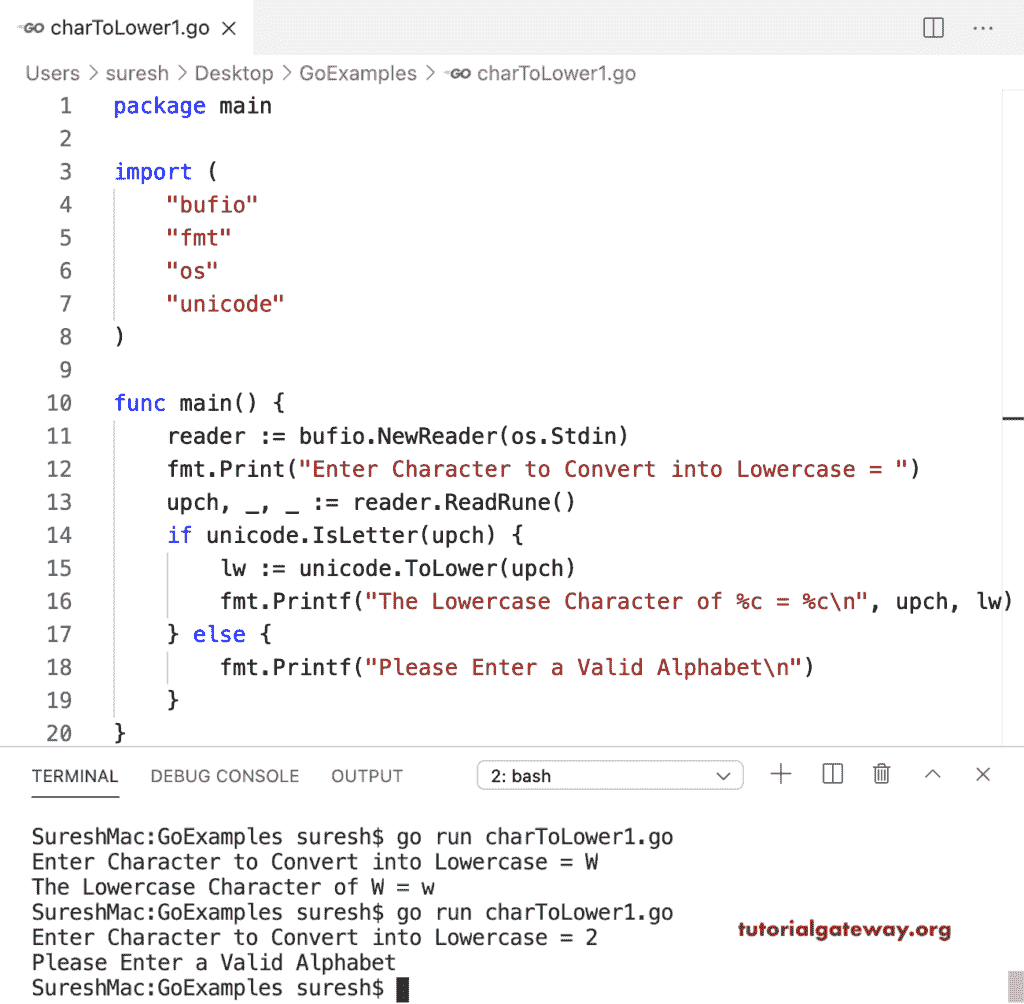 GO charToLower1.go
Users > suresh > Desktop > GoExamples > GO charToLower1.go
1 package main
2
3 import (
4     "bufio"
5     "fmt"
6     "os"
7     "unicode"
8 )
9
10 func main() {
11     reader := bufio.NewReader(os.Stdin)
12     fmt.Print("Enter Character to Convert into Lowercase = ")
13     upch, _, _ := reader.ReadRune()
14     if unicode.IsLetter(upch) {
15         lw := unicode.ToLower(upch)
16         fmt.Printf("The Lowercase Character of %c = %c\n", upch, lw)
17     } else {
18         fmt.Printf("Please Enter a Valid Alphabet\n")
19     }
20 }
TERMINAL DEBUG CONSOLE OUTPUT 2: bash
SureshMac:GoExamples suresh$ go run charToLower1.go
Enter Character to Convert into Lowercase = W
The Lowercase Character of W = w
SureshMac:GoExamples suresh$ go run charToLower1.go
Enter Character to Convert into Lowercase = 2
tutorialgateway.org
Please Enter a Valid Alphabet
SureshMac:GoExamples suresh$